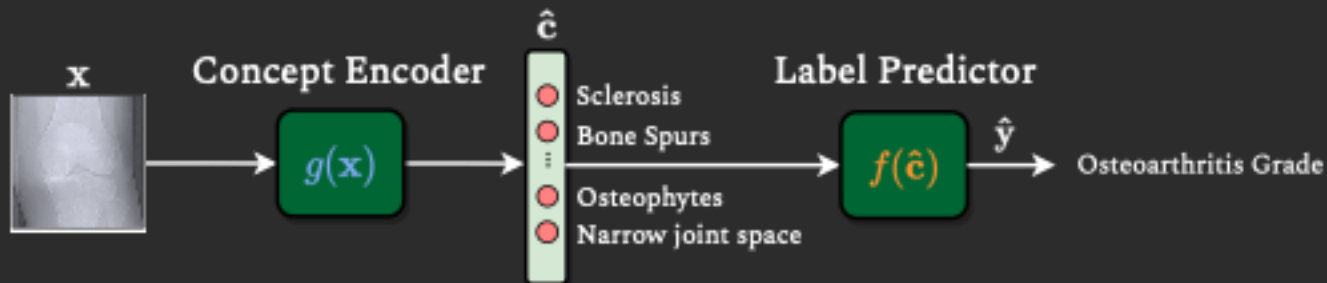 x
Concept Encoder
g(x)
ĉ
Sclerosis
Bone Spurs
⋮
Osteophytes
Narrow joint space
Label Predictor
f(ĉ)
ŷ
Osteoarthritis Grade